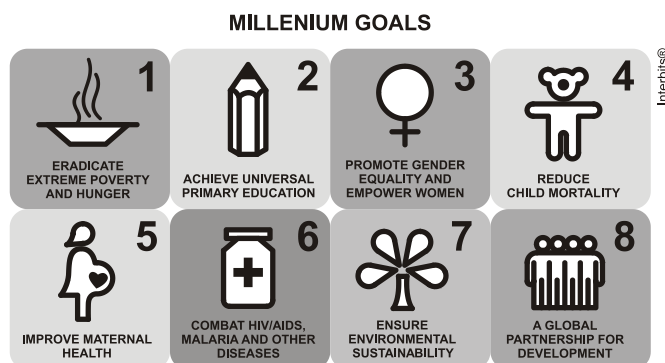 MILLENIUM GOALS
Interbits®
1
ERADICATE
EXTREME POVERTY
AND HUNGER
2
ACHIEVE UNIVERSAL
PRIMARY EDUCATION
3
PROMOTE GENDER
EQUALITY AND
EMPOWER WOMEN
4
REDUCE
CHILD MORTALITY
5
IMPROVE MATERNAL
HEALTH
6
COMBAT HIV/AIDS,
MALARIA AND OTHER
DISEASES
7
ENSURE
ENVIRONMENTAL
SUSTAINABILITY
8
A GLOBAL
PARTNERSHIP FOR
DEVELOPMENT